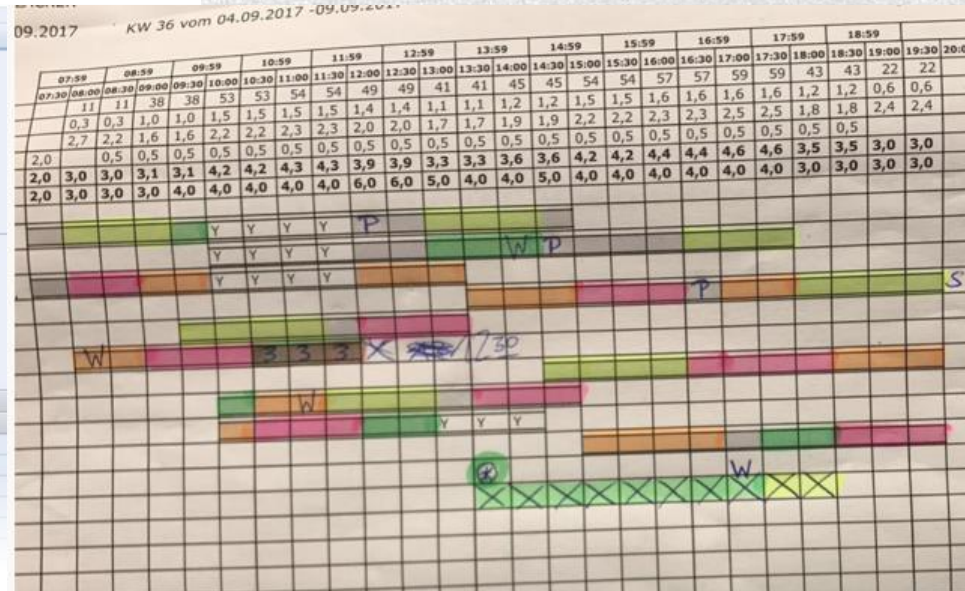 09.2017 KW 36 vom 04.09.2017 -09.09.2017
07:59 08:59 09:59 10:59 11:59 12:59 13:59 14:59 15:59 16:59 17:59 18:59
07:30 08:00 08:30 09:00 09:30 10:00 10:30 11:00 11:30 12:00 12:30 13:00 13:30 14:00 14:30 15:00 15:30 16:00 16:30 17:00 17:30 18:00 18:30 19:00 19:30 20:0
11 11 38 38 53 53 54 54 49 49 41 41 45 45 54 54 57 57 59 59 43 43 22 22
0,3 0,3 1,0 1,0 1,5 1,5 1,5 1,5 1,4 1,4 1,1 1,1 1,2 1,2 1,5 1,5 1,6 1,6 1,6 1,6 1,2 1,2 0,6 0,6
2,7 2,2 1,6 1,6 2,2 2,2 2,3 2,3 2,0 2,0 1,7 1,7 1,9 1,9 2,2 2,2 2,3 2,3 2,5 2,5 1,8 1,8 2,4 2,4
2,0 0,5 0,5 0,5 0,5 0,5 0,5 0,5 0,5 0,5 0,5 0,5 0,5 0,5 0,5 0,5 0,5 0,5 0,5 0,5 0,5 0,5
2,0 3,0 3,0 3,1 3,1 4,2 4,2 4,3 4,3 3,9 3,9 3,3 3,3 3,6 3,6 4,2 4,2 4,4 4,4 4,6 4,6 3,5 3,5 3,0 3,0
2,0 3,0 3,0 3,0 4,0 4,0 4,0 4,0 4,0 6,0 6,0 5,0 4,0 4,0 5,0 4,0 4,0 4,0 4,0 4,0 4,0 3,0 3,0 3,0 3,0
Y Y Y Y P
Y Y Y Y W P
Y Y Y Y P S
W 3 3 3 X 1230
W
Y Y Y
W
X X X X X X X X X X